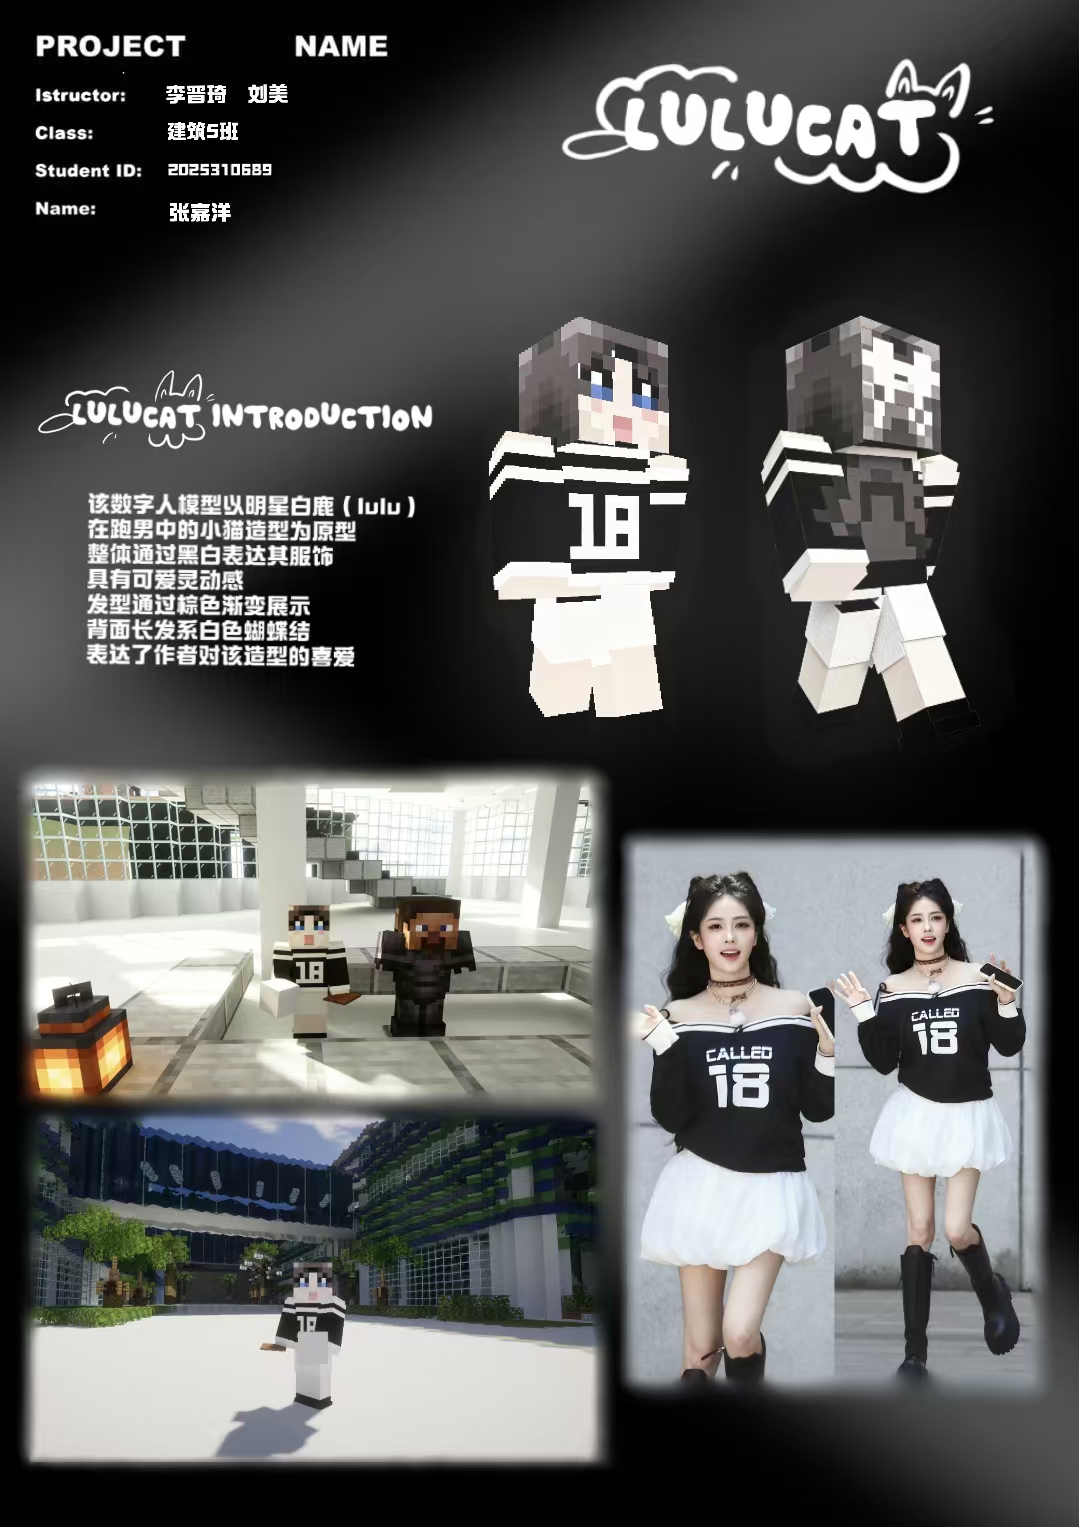 PROJECT NAME
Istructor: 李晋琦 刘美
Class: 建筑5班
Student ID: 2025310689
Name: 张嘉洋
LULUCAT
LULUCAT INTRODUCTION
该数字人模型以明星白鹿（lulu）
在跑男中的小猫造型为原型
整体通过黑白表达其服饰
具有可爱灵动感
发型通过棕色渐变展示
背面长发系白色蝴蝶结
表达了作者对该造型的喜爱
18
18
18
CALLED
18
CALLED
18